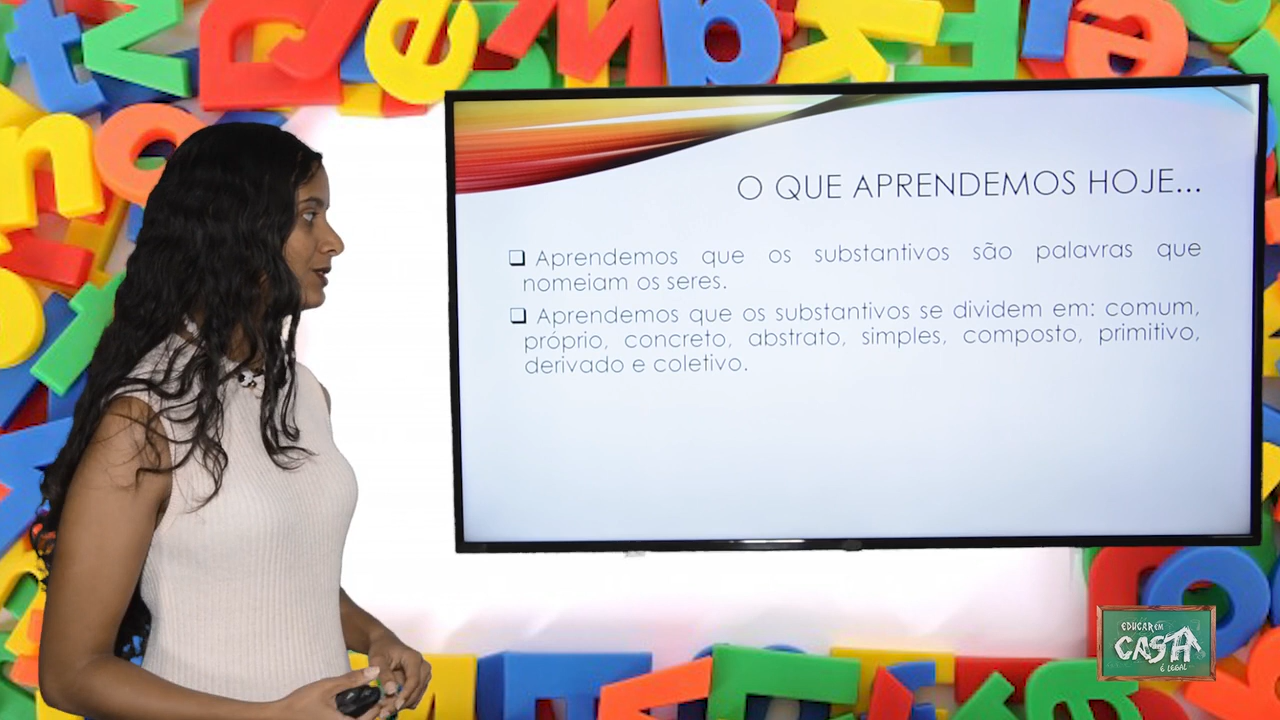 O QUE APRENDEMOS HOJE...
Aprendemos que os substantivos são palavras que
nomeiam os seres.
Aprendemos que os substantivos se dividem em: comum,
próprio, concreto, abstrato, simples, composto, primitivo,
derivado e coletivo.
EDUCAR EM
CASA
É LEGAL